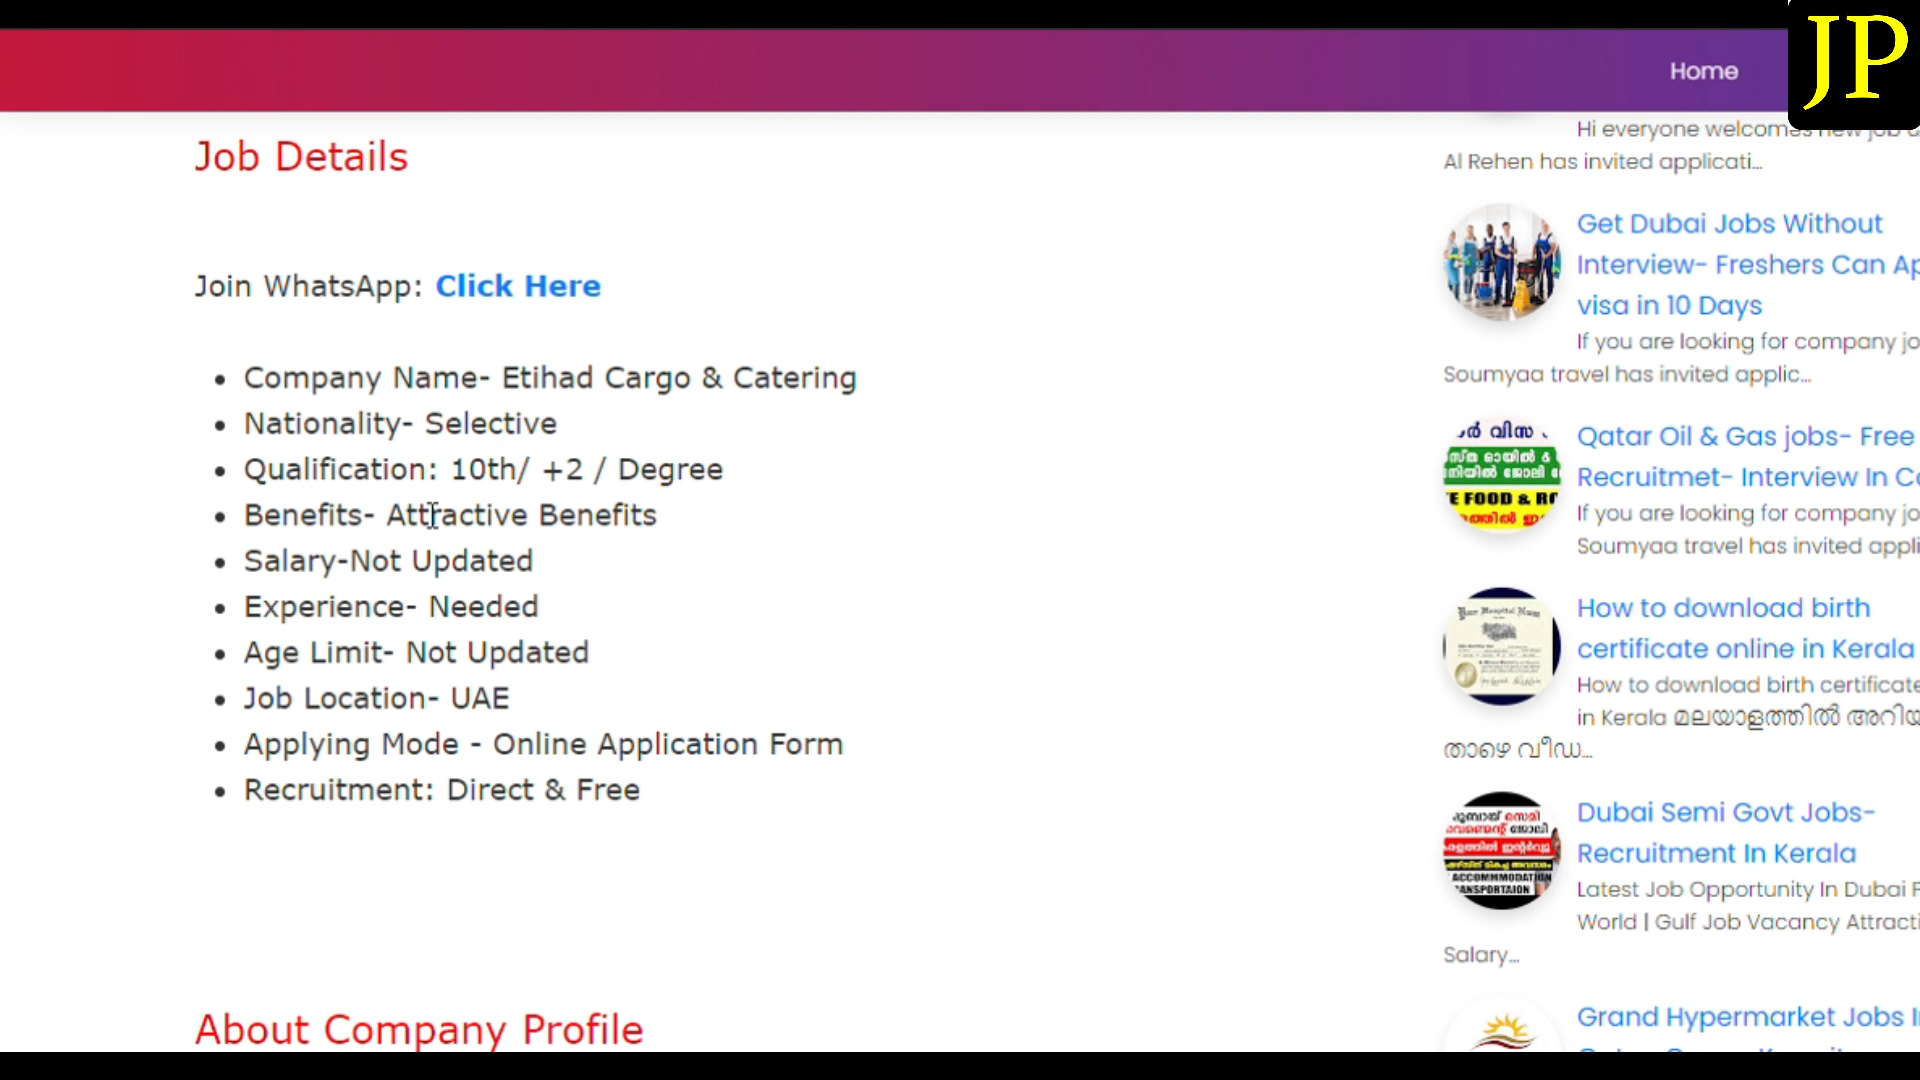 JP
Home
Job Details
Join WhatsApp: Click Here
• Company Name- Etihad Cargo & Catering
• Nationality- Selective
• Qualification: 10th/ +2 / Degree
• Benefits- Attractive Benefits
• Salary-Not Updated
• Experience- Needed
• Age Limit- Not Updated
• Job Location- UAE
• Applying Mode - Online Application Form
• Recruitment: Direct & Free
About Company Profile
Hi everyone welcomes new job
Al Rehen has invited applicati...
Get Dubai Jobs Without
Interview- Freshers Can
visa in 10 Days
If you are looking for company
Soumyaa travel has invited applic...
Qatar Oil & Gas jobs- Free
Recruitmet- Interview In
If you are looking for company
Soumyaa travel has invited
E FOOD &
How to download birth
certificate online in Kerala
How to download birth certificate
in Kerala മലയാളത്തിൽ
താഴെ വീഡ...
Dubai Semi Govt Jobs-
Recruitment In Kerala
Latest Job Opportunity In Dubai
World | Gulf Job Vacancy
Salary...
Grand Hypermarket Jobs